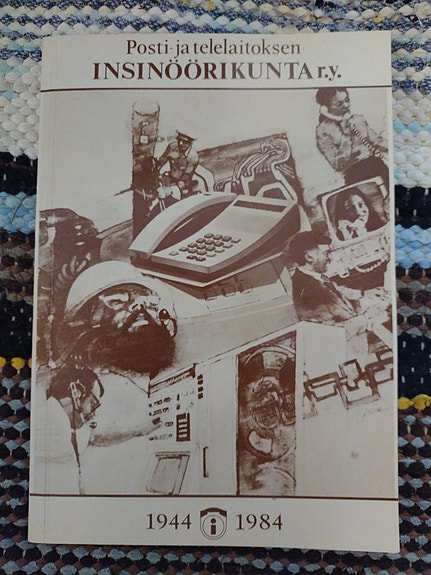 Posti- ja telelaitoksen
INSINÖÖRIKUNTA r.y.
1944 i 1984